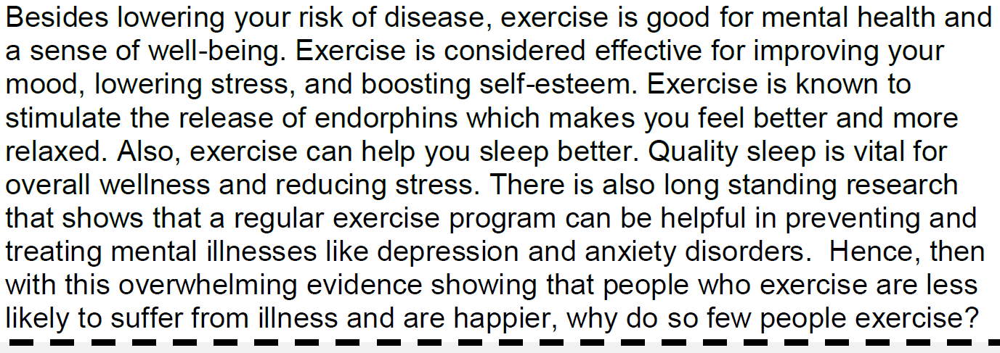 Besides lowering your risk of disease, exercise is good for mental health and
a sense of well-being. Exercise is considered effective for improving your
mood, lowering stress, and boosting self-esteem. Exercise is known to
stimulate the release of endorphins which makes you feel better and more
relaxed. Also, exercise can help you sleep better. Quality sleep is vital for
overall wellness and reducing stress. There is also long standing research
that shows that a regular exercise program can be helpful in preventing and
treating mental illnesses like depression and anxiety disorders.  Hence, then
with this overwhelming evidence showing that people who exercise are less
likely to suffer from illness and are happier, why do so few people exercise?